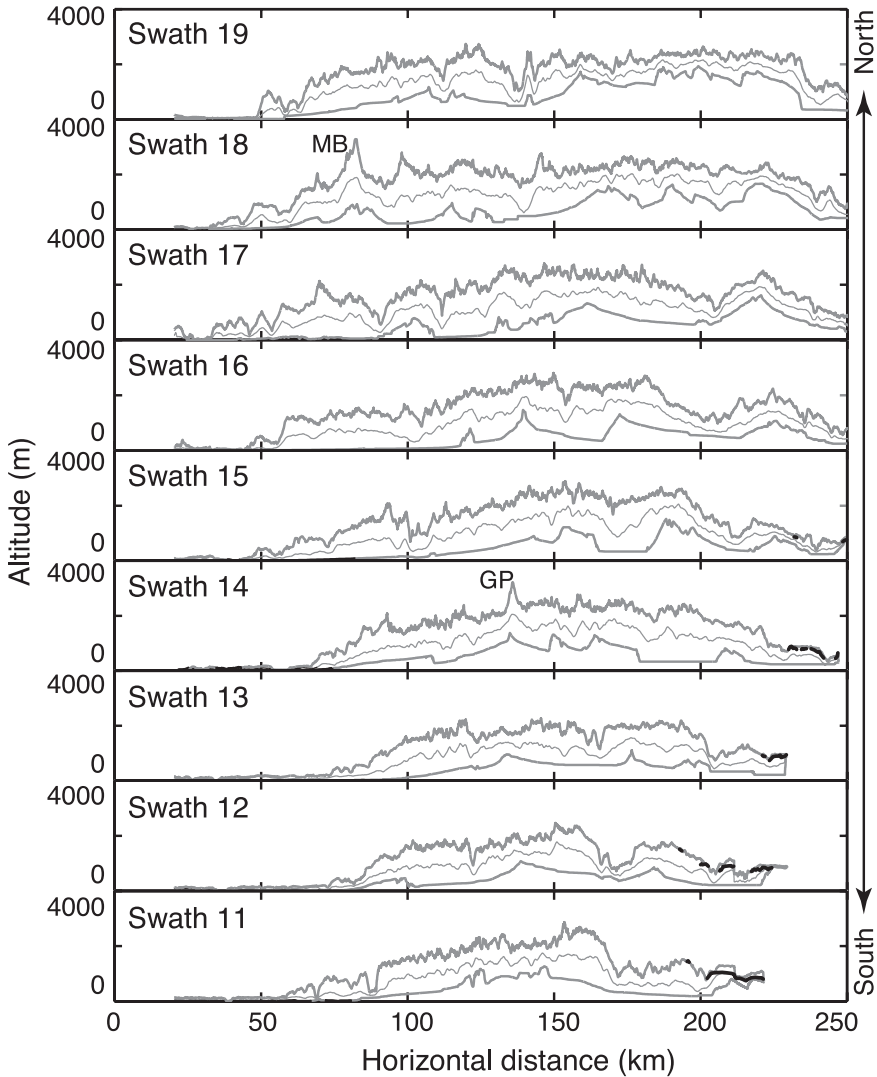 4000
Swath 19
0
North
4000
Swath 18
MB
0
4000
Swath 17
0
4000
Swath 16
0
4000
Swath 15
0
Altitude (m)
4000
Swath 14
GP
0
4000
Swath 13
0
4000
Swath 12
0
4000
Swath 11
0
South
0 50 100 150 200 250
Horizontal distance (km)